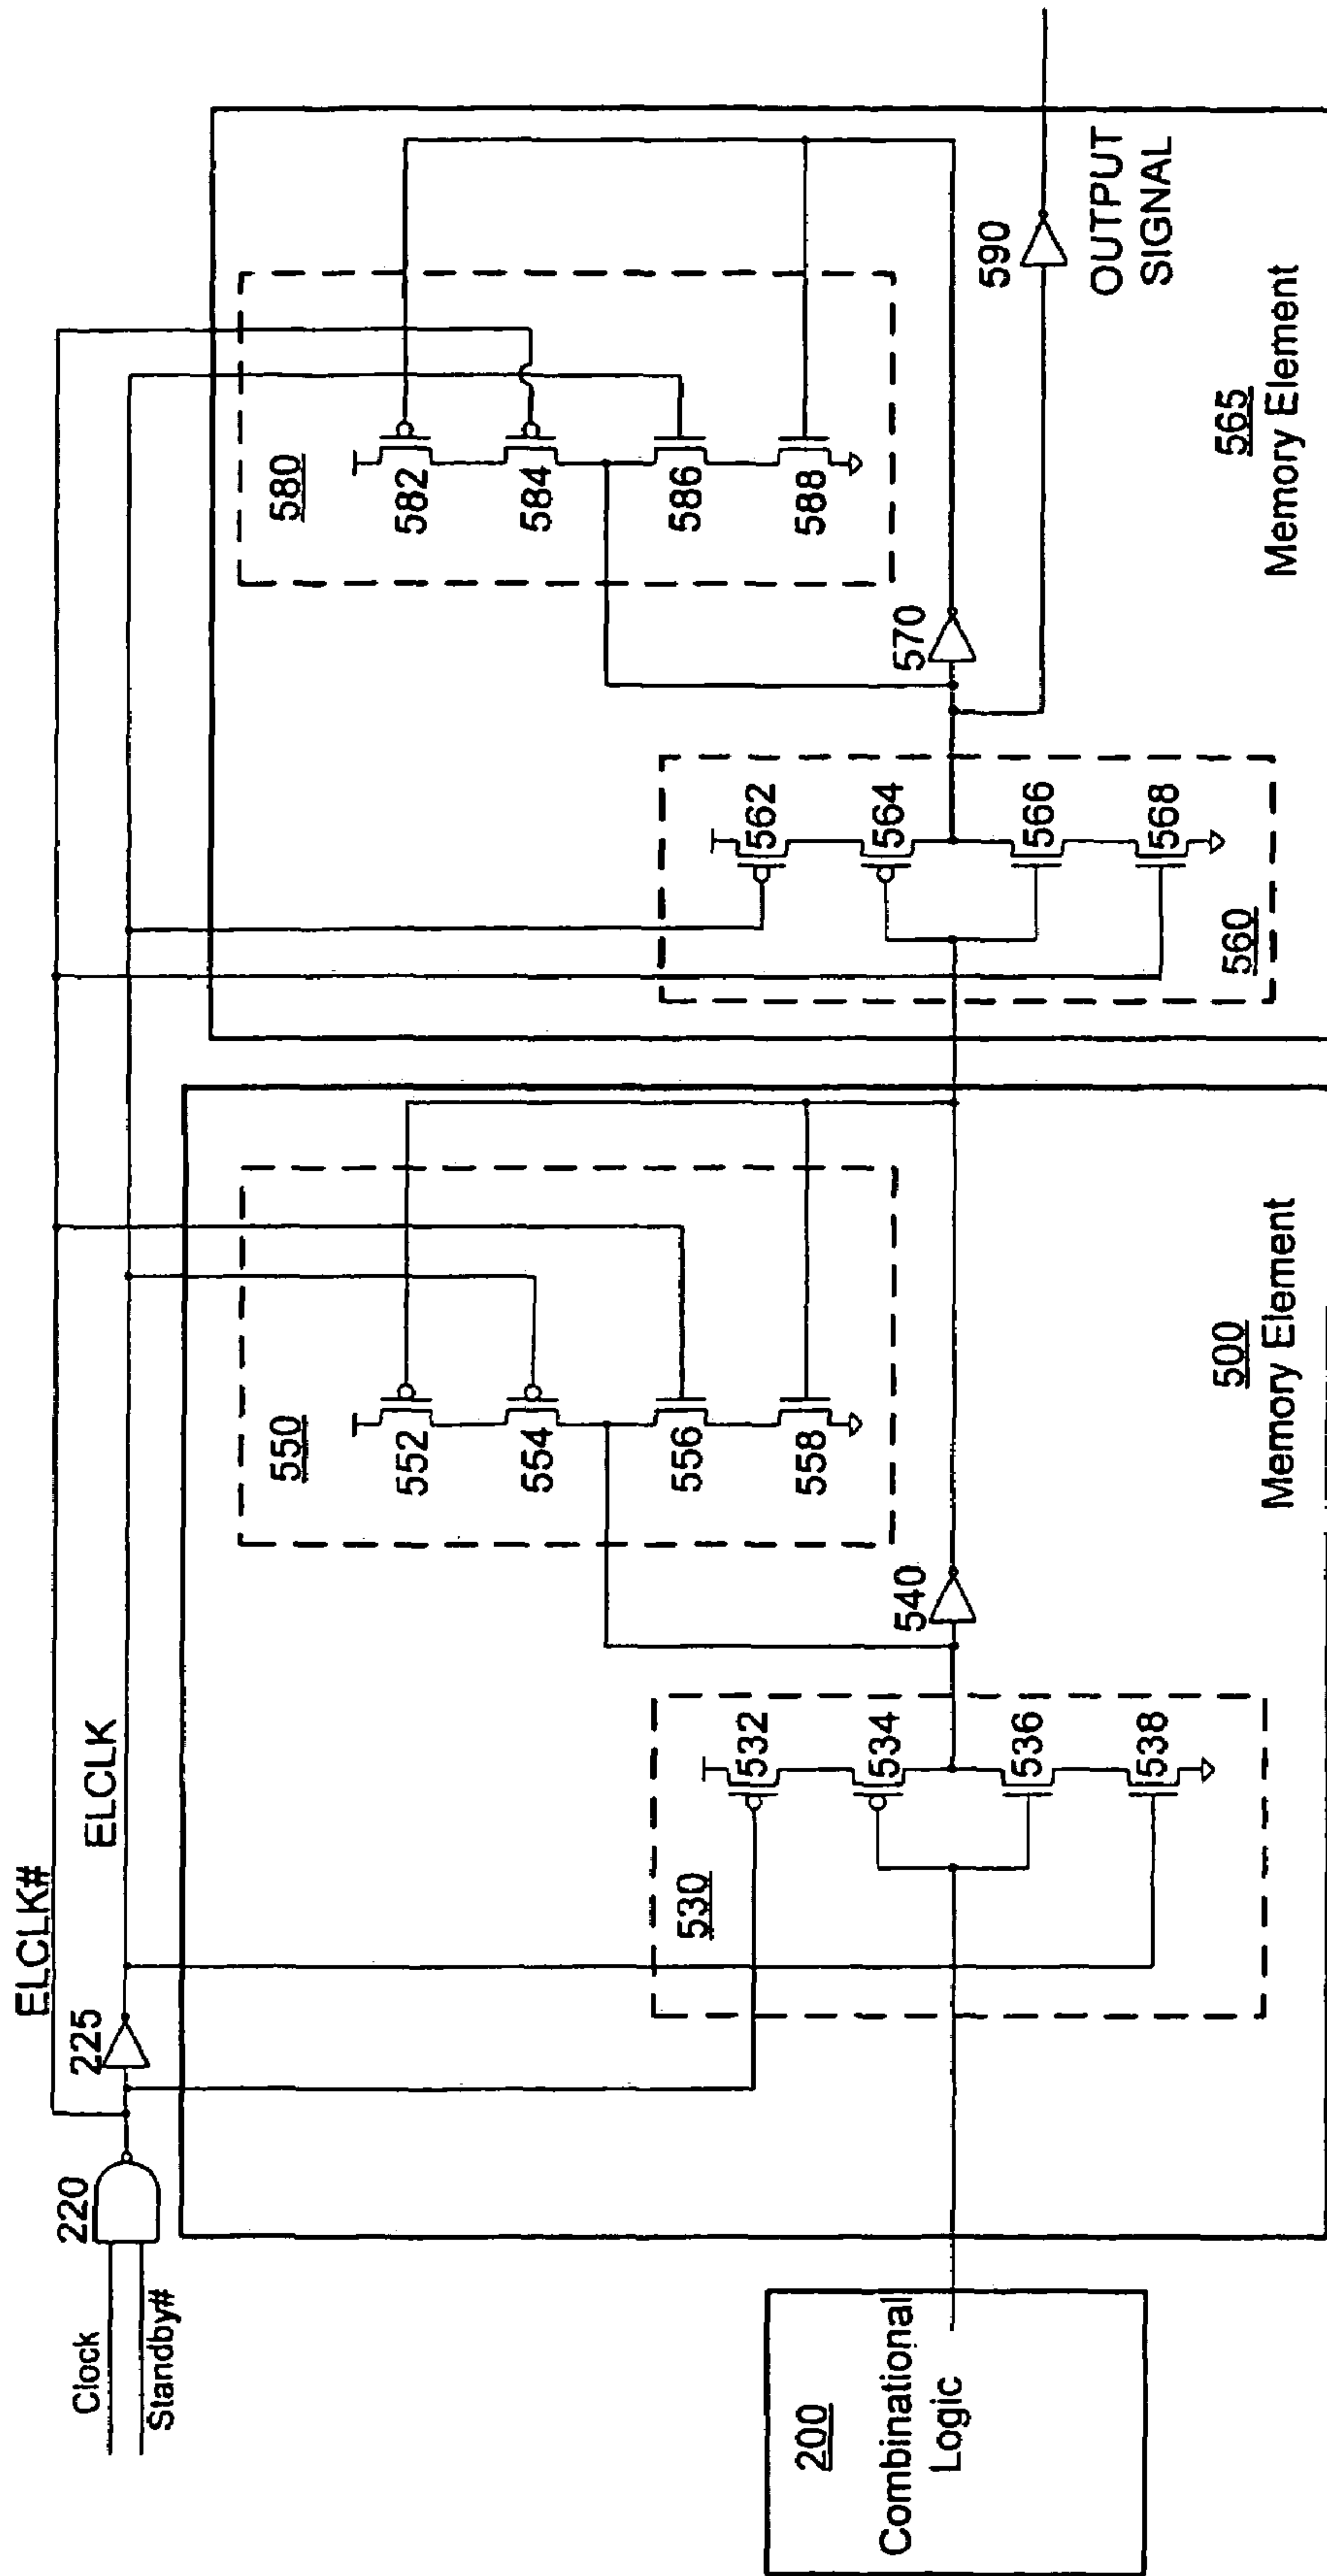 ELCLK#
Clock
220
225
ELCLK
Standby#
550
552
554
556
558
580
582
584
586
588
530
532
534
536
538
540
560
562
564
566
568
570
590
OUTPUT
SIGNAL
200
Combinational
Logic
500
Memory Element
565
Memory Element